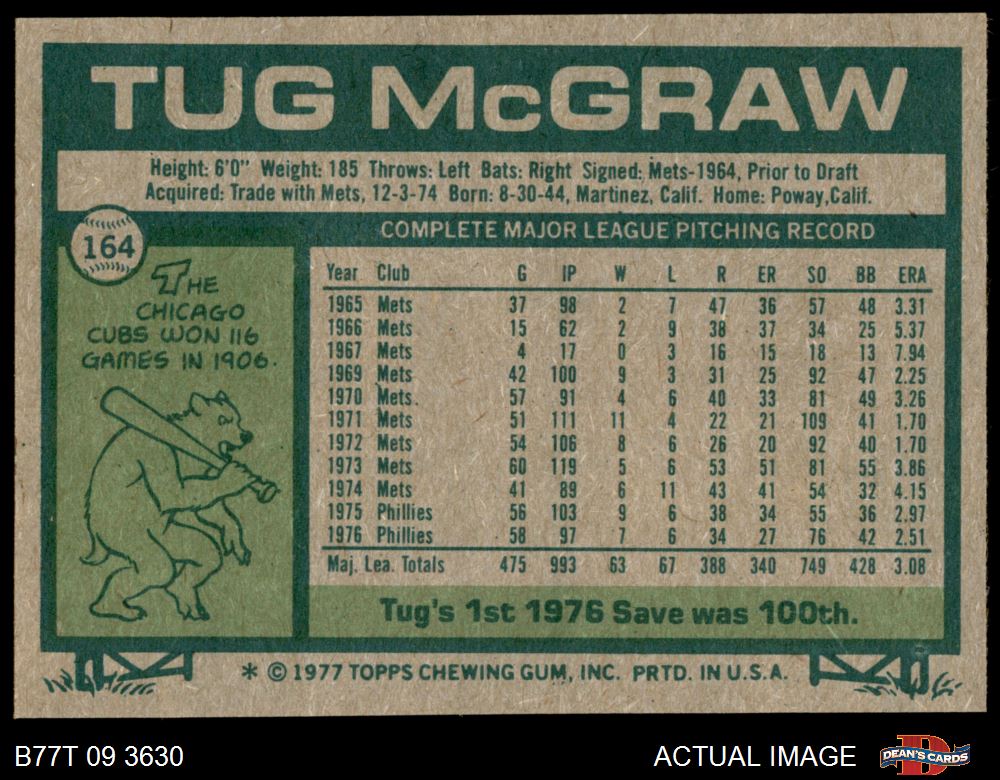 TUG McGRAW
Height: 6'0" Weight: 185 Throws: Left Bats: Right Signed: Mets-1964, Prior to Draft
Acquired: Trade with Mets, 12-3-74 Born: 8-30-44, Martinez, Calif. Home: Poway, Calif.
164
THE
CHICAGO
CUBS WON 116
GAMES IN 1906.
COMPLETE MAJOR LEAGUE PITCHING RECORD
Year Club G IP W L R ER SO BB ERA
1965 Mets 37 98 2 7 47 36 57 48 3.31
1966 Mets 15 62 2 9 38 37 34 25 5.37
1967 Mets 4 17 0 3 16 15 18 13 7.94
1969 Mets 42 100 9 3 31 25 92 47 2.25
1970 Mets 57 91 4 6 40 33 81 49 3.26
1971 Mets 51 111 11 4 22 21 109 41 1.70
1972 Mets 54 106 8 6 26 20 92 40 1.70
1973 Mets 60 119 5 6 53 51 81 55 3.86
1974 Mets 41 89 6 11 43 41 54 32 4.15
1975 Phillies 56 103 9 6 38 34 55 36 2.97
1976 Phillies 58 97 7 6 34 27 76 42 2.51
Maj. Lea. Totals 475 993 63 67 388 340 749 428 3.08
Tug's 1st 1976 Save was 100th.
* © 1977 TOPPS CHEWING GUM, INC. PRTD. IN U.S.A.
B77T 09 3630
ACTUAL IMAGE
D
DEAN'S CARDS